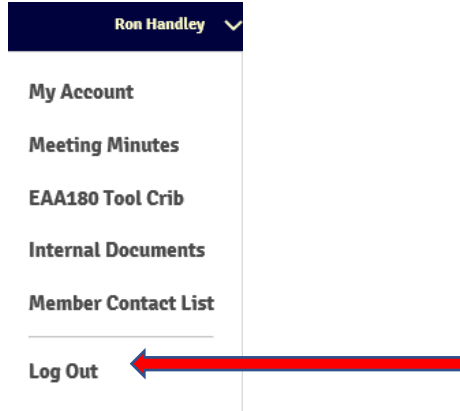 Ron Handley
My Account
Meeting Minutes
EAA180 Tool Crib
Internal Documents
Member Contact List
Log Out